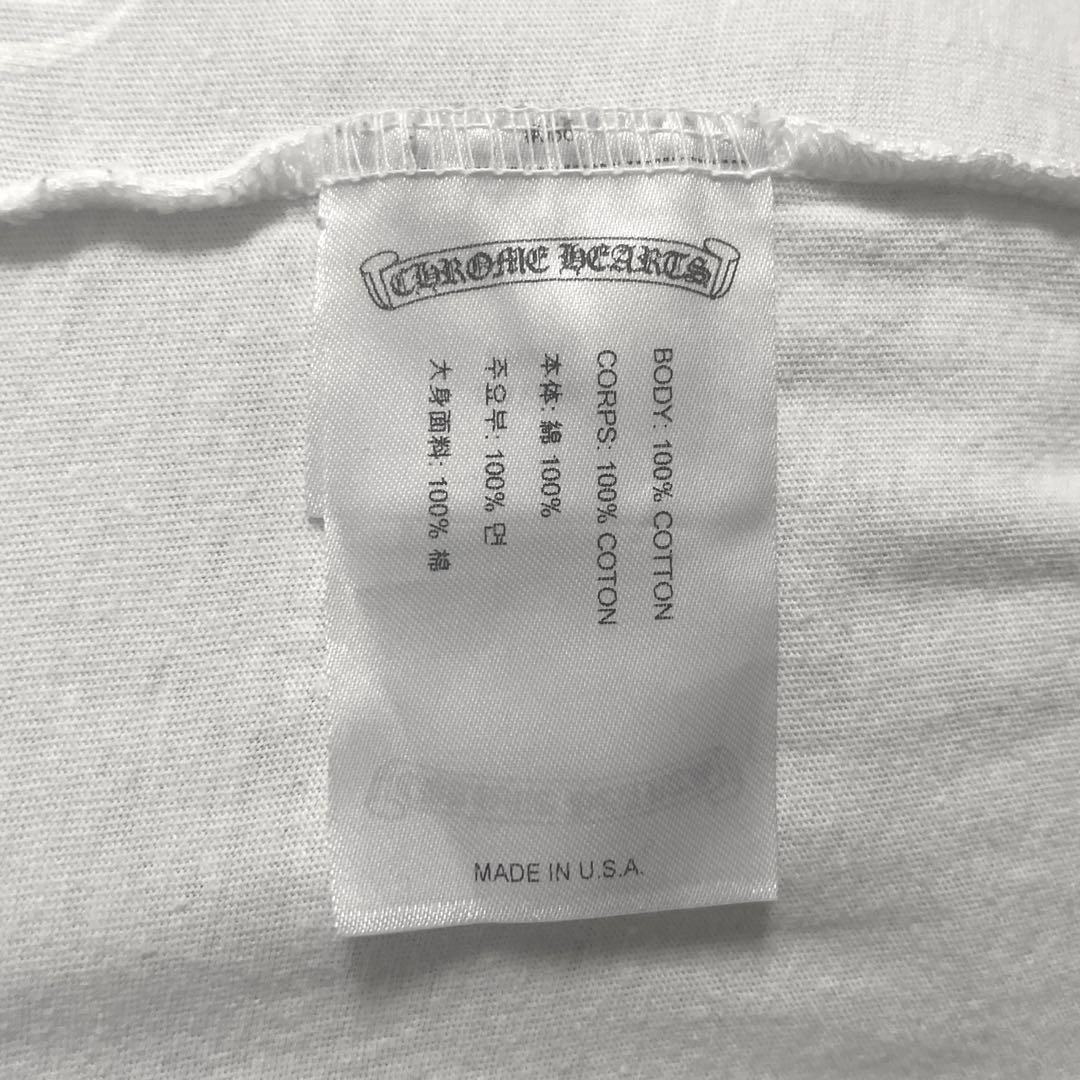 CHROME HEARTS
BODY: 100% COTTON
CORPS: 100% COTON
本体: 綿 100%
주요부: 100% 면
大身面料: 100% 棉
MADE IN U.S.A.